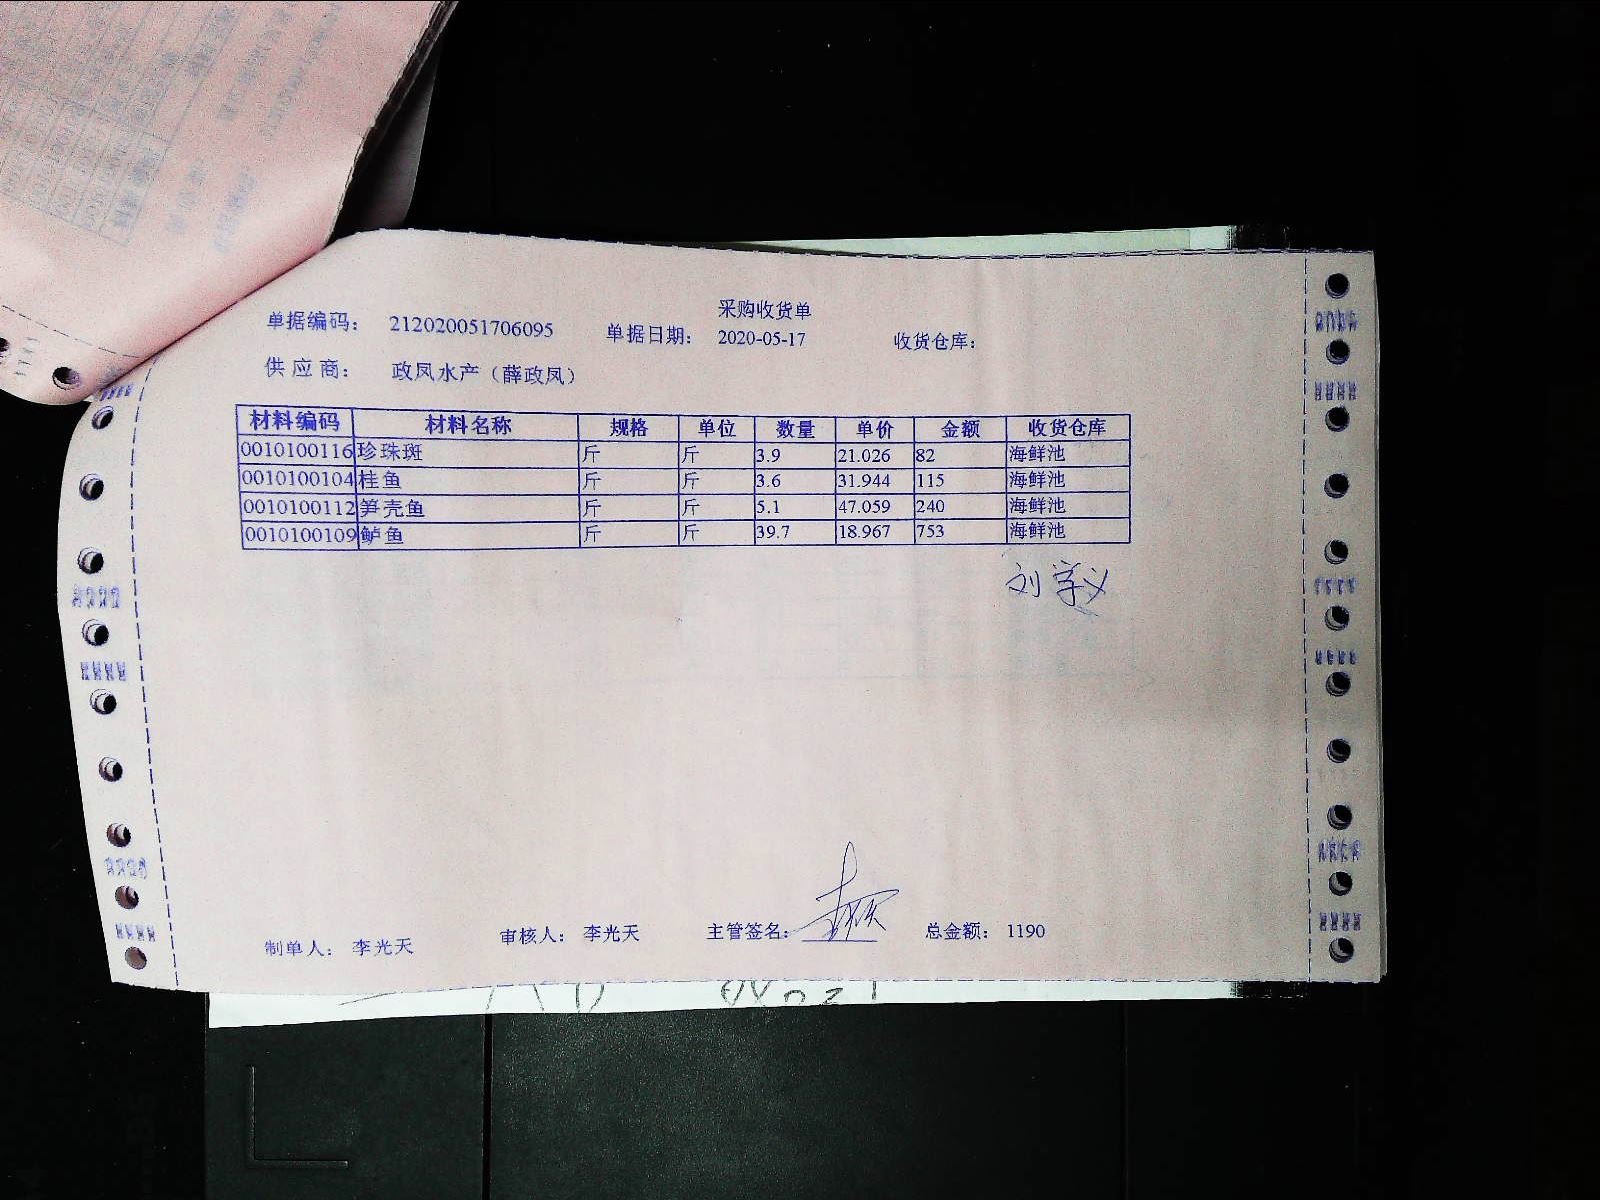 采购收货单
单据编码： 212020051706095 单据日期： 2020-05-17 收货仓库：
供应商： 政凤水产（薛政凤）
材料编码 材料名称 规格 单位 数量 单价 金额 收货仓库
0010100116 珍珠斑 斤 斤 3.9 21.026 82 海鲜池
0010100104 桂鱼 斤 斤 3.6 31.944 115 海鲜池
0010100112 笋壳鱼 斤 斤 5.1 47.059 240 海鲜池
0010100109 鲈鱼 斤 斤 39.7 18.967 753 海鲜池
刘学义
制单人： 李光天 审核人： 李光天 主管签名： 总金额： 1190